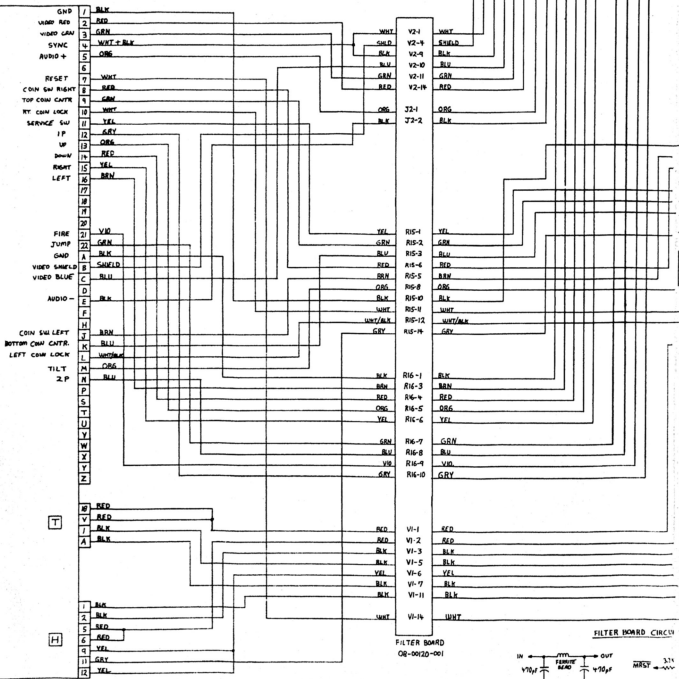 GND 1 BLK
VIDEO RED 2 RED
VIDEO GRN 3 GRN
SYNC 4 WHT + BLK
AUDIO + 5 ORG
6
RESET 7 WHT
COIN SW RIGHT 8 RED
TOP COIN CNTR 9 GRN
RT. COIN LOCK 10 WHT
SERVICE SW 11 YEL
1P 12 GRY
UP 13 ORG
DOWN 14 RED
RIGHT 15 YEL
LEFT 16 BRN
17
18
19
20
FIRE 21 VIO
JUMP 22 GRN
GND A BLK
VIDEO SHIELD B SHIELD
VIDEO BLUE C BLU
D
AUDIO - E BLK
F
H
COIN SW LEFT J BRN
BOTTOM COIN CNTR. K BLU
LEFT COIN LOCK L WHT/BLK
TILT M ORG
2P N BLU
P
S
T
U
V
W
X
Y
Z
T
18 RED
V RED
1 BLK
A BLK
H
1 BLK
2 BLK
5 RED
6 RED
9 YEL
11 GRY
12 YEL
WHT V2-1 WHT
SHLD V2-4 SHIELD
BLK V2-9 BLK
BLU V2-10 BLU
GRN V2-11 GRN
RED V2-14 RED
ORG J2-1 ORG
BLK J2-2 BLK
YEL R15-1 YEL
GRN R15-2 GRN
BLU R15-3 BLU
RED R15-4 RED
BRN R15-5 BRN
ORG R15-8 ORG
BLK R15-10 BLK
WHT R15-11 WHT
WHT/BLK R15-12 WHT/BLK
GRY R15-14 GRY
BLK R16-1 BLK
BRN R16-3 BRN
RED R16-4 RED
ORG R16-5 ORG
YEL R16-6 YEL
GRN R16-7 GRN
BLU R16-8 BLU
VIO R16-9 VIO.
GRY R16-10 GRY
RED V1-1 RED
RED V1-2 RED
BLK V1-3 BLK
BLK V1-5 BLK
YEL V1-6 YEL
BLK V1-7 BLK
BLK V1-11 BLK
WHT V1-14 WHT
FILTER BOARD
08-00120-001
FILTER BOARD CIRCUI
IN OUT
FERRITE
BEAD
470pF 470pF
MRST